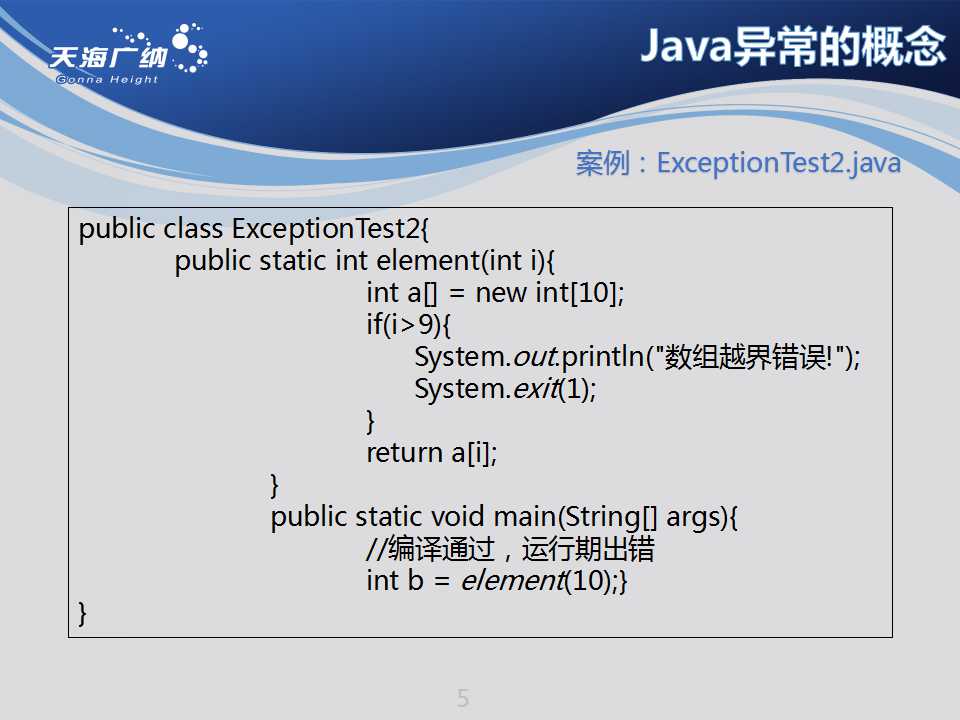 天海广纳
Gonna Height
Java异常的概念
案例：ExceptionTest2.java
public class ExceptionTest2{
public static int element(int i){
int a[] = new int[10];
if(i>9){
System.out.println("数组越界错误!");
System.exit(1);
}
return a[i];
}
public static void main(String[] args){
//编译通过，运行期出错
int b = element(10);}
}
5